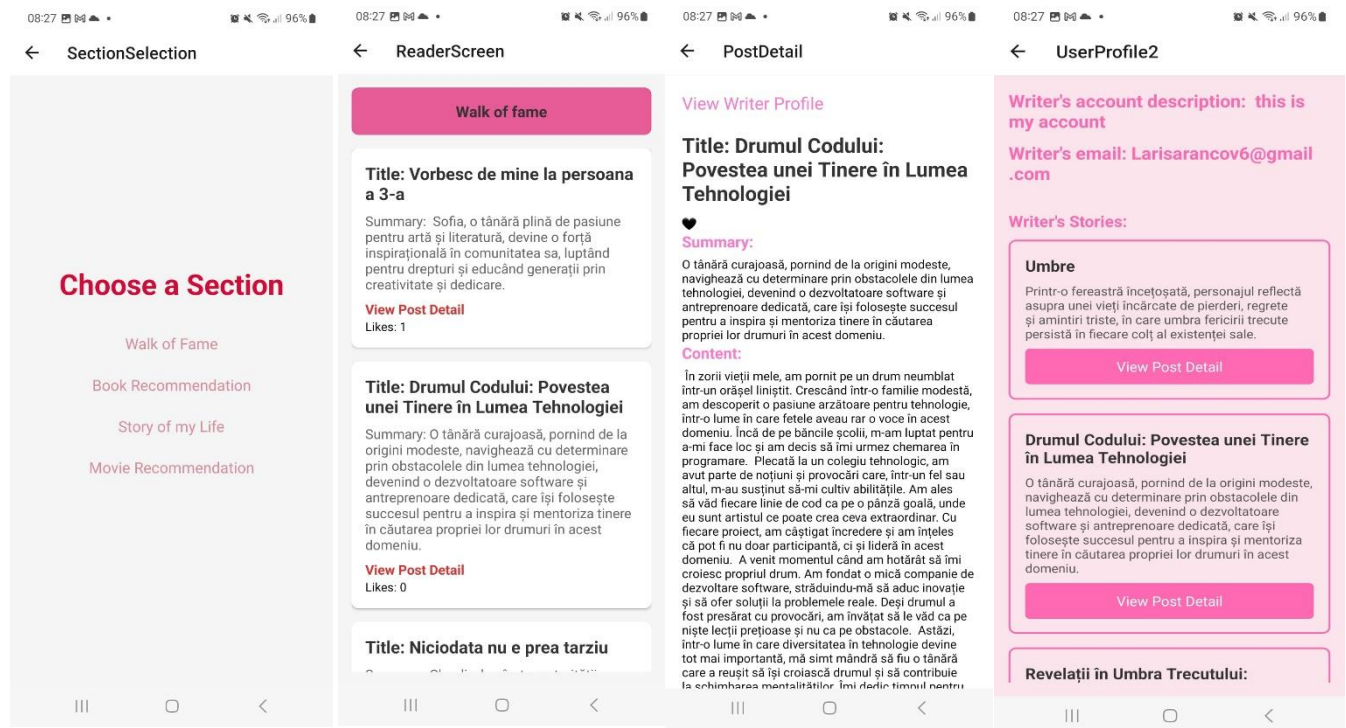 08:27
96%
SectionSelection
Choose a Section
Walk of Fame
Book Recommendation
Story of my Life
Movie Recommendation
08:27
96%
ReaderScreen
Walk of fame
Title: Vorbesc de mine la persoana
a 3-a
Summary: Sofia, o tânără plină de pasiune
pentru artă și literatură, devine o forță
inspirațională în comunitatea sa, luptând
pentru drepturi și educând generații prin
creativitate și dedicare.
View Post Detail
Likes: 1
Title: Drumul Codului: Povestea
unei Tinere în Lumea Tehnologiei
Summary: O tânără curajoasă, pornind de la
origini modeste, navighează cu determinare
prin obstacolele din lumea tehnologiei,
devenind o dezvoltatoare software și
antreprenoare dedicată, care își folosește
succesul pentru a inspira și mentoriza tinere
în căutarea propriei lor drumuri în acest
domeniu.
View Post Detail
Likes: 0
Title: Niciodata nu e prea tarziu
08:27
96%
PostDetail
View Writer Profile
Title: Drumul Codului:
Povestea unei Tinere în Lumea
Tehnologiei
Summary:
O tânără curajoasă, pornind de la origini modeste,
navighează cu determinare prin obstacolele din lumea
tehnologiei, devenind o dezvoltatoare software și
antreprenoare dedicată, care își folosește succesul
pentru a inspira și mentoriza tinere în căutarea
propriei lor drumuri în acest domeniu.
Content:
În zorii vieții mele, am pornit pe un drum neumblat
într-un orășel liniștit. Crescând într-o familie modestă,
am descoperit o pasiune arzătoare pentru tehnologie,
într-o lume în care fetele aveau rar o voce în acest
domeniu. Încă de pe băncile școlii, m-am luptat pentru
a-mi face loc și am decis să îmi urmez chemarea în
programare. Plecată la un colegiu tehnologic, am
avut parte de noțiuni și provocări care, într-un fel sau
altul, m-au susținut să-mi cultiv abilitățile. Am ales
să văd fiecare linie de cod ca pe o pânză goală, unde
eu sunt artistul ce poate crea ceva extraordinar. Cu
fiecare proiect, am câștigat încredere și am înțeles
că pot fi nu doar participantă, ci și lideră în acest
domeniu. A venit momentul când am hotărât să îmi
croiesc propriul drum. Am fondat o mică companie de
dezvoltare software, străduindu-mă să aduc inovație
și să ofer soluții la problemele reale. Deși drumul a
fost presărat cu provocări, am învățat să le văd ca pe
niște lecții prețioase și nu ca pe obstacole. Astăzi,
într-o lume în care diversitatea în tehnologie devine
tot mai importantă, mă simt mândră să fiu o tânără
care a reușit să își croiască drumul și să contribuie
la schimbarea mentalităților. Îmi dedic timpul pentru
08:27
96%
UserProfile2
Writer's account description: this is
my account
Writer's email: Larisarancov6@gmail
.com
Writer's Stories:
Umbre
Printr-o fereastră încețoșată, personajul reflectă
asupra unei vieți încărcate de pierderi, regrete
și amintiri triste, în care umbra fericirii trecute
persistă în fiecare colț al existenței sale.
View Post Detail
Drumul Codului: Povestea unei Tinere
în Lumea Tehnologiei
O tânără curajoasă, pornind de la origini modeste,
navighează cu determinare prin obstacolele din
lumea tehnologiei, devenind o dezvoltatoare
software și antreprenoare dedicată, care își
folosește succesul pentru a inspira și mentoriza
tinere în căutarea propriei lor drumuri în acest
domeniu.
View Post Detail
Revelații în Umbra Trecutului: